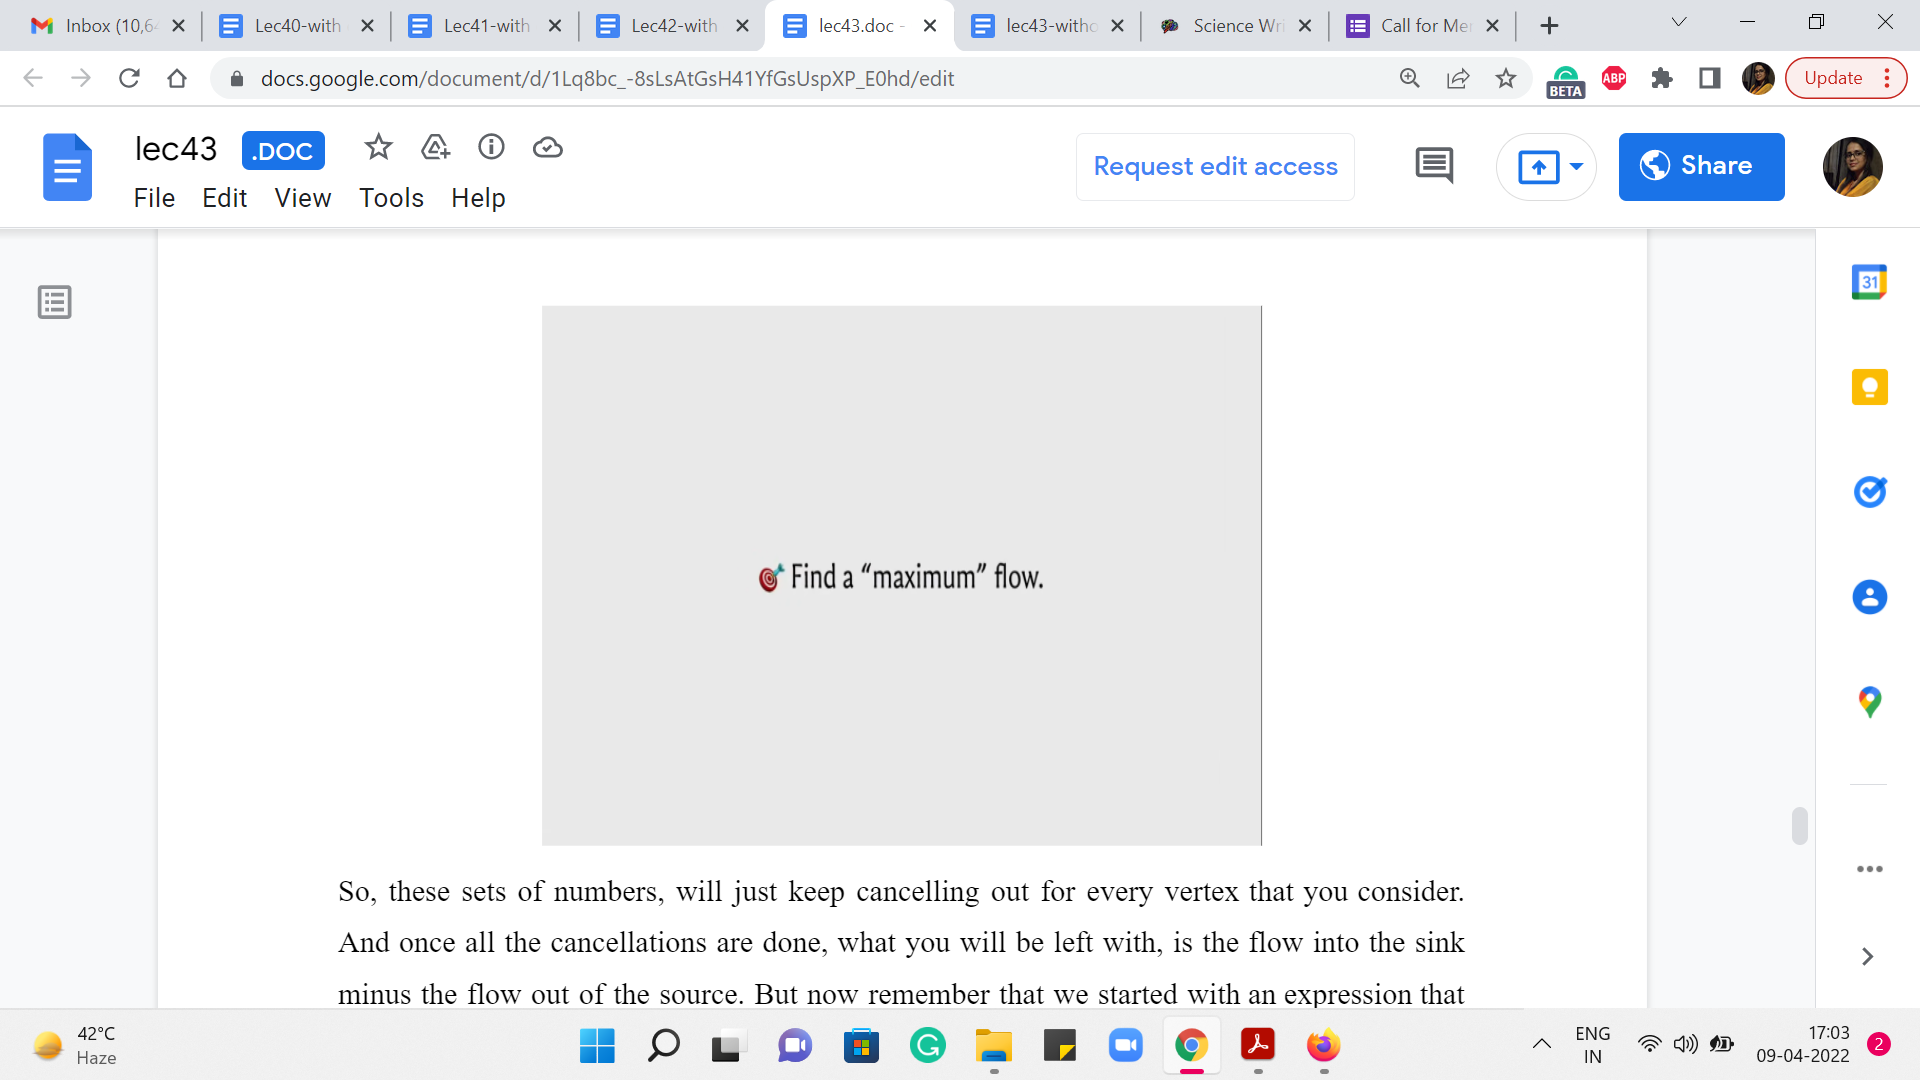 Inbox (10,6
Lec40-with
Lec41-with
Lec42-with
lec43.doc -
lec43-witho
Science Wri
Call for Mer
docs.google.com/document/d/1Lq8bc_-8sLsAtGsH41YfGsUspXP_E0hd/edit
BETA
ABP
Update
lec43 .DOC
Request edit access
Share
File Edit View Tools Help
31
Find a “maximum” flow.
So, these sets of numbers, will just keep cancelling out for every vertex that you consider.
And once all the cancellations are done, what you will be left with, is the flow into the sink
minus the flow out of the source. But now remember that we started with an expression that
42°C
Haze
ENG
IN
17:03
09-04-2022
2